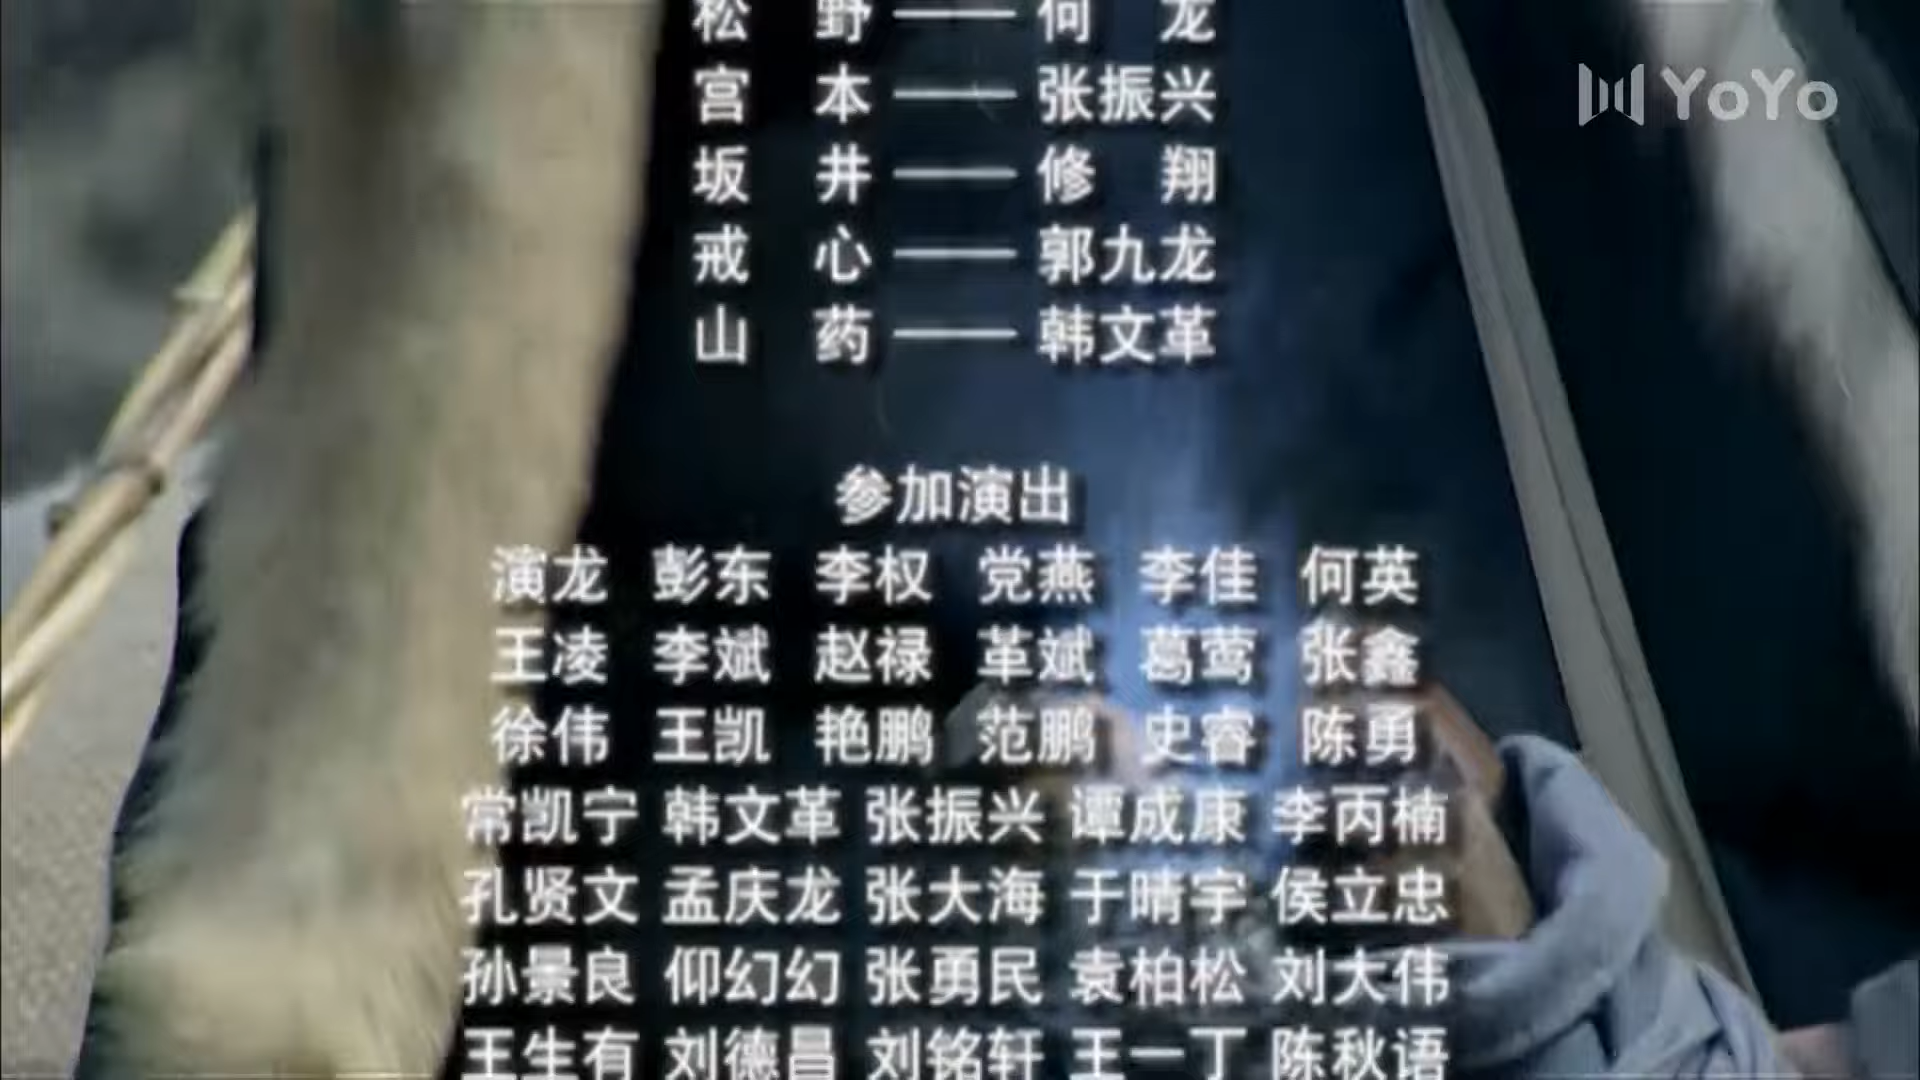 松 野——何 龙
YoYo
宫 本——张振兴
坂 井——修 翔
戒 心——郭九龙
山 药——韩文革
参加演出
演龙 彭东 李权 党燕 李佳 何英
王凌 李斌 赵禄 革斌 葛莺 张鑫
徐伟 王凯 艳鹏 范鹏 史睿 陈勇
常凯宁 韩文革 张振兴 谭成康 李丙楠
孔贤文 孟庆龙 张大海 于晴宇 侯立忠
孙景良 仰幻幻 张勇民 袁柏松 刘大伟
王生有 刘德昌 刘铭轩 王一丁 陈秋语